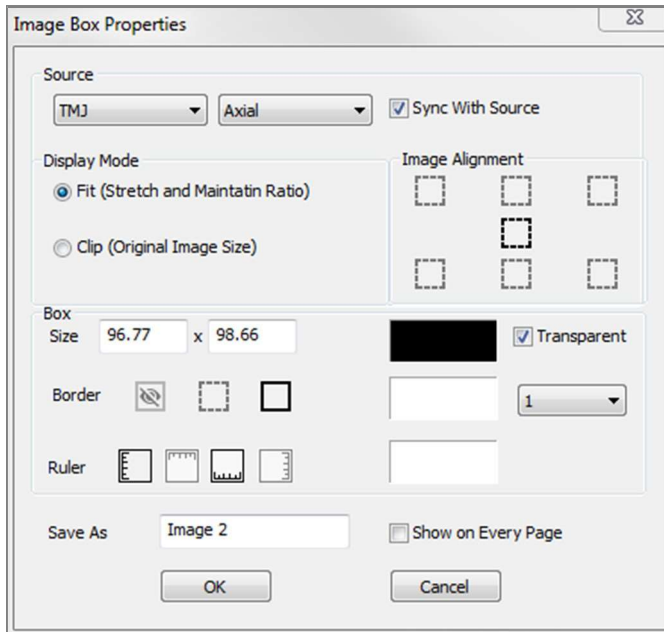 Image Box Properties
Source
TMJ Axial Sync With Source
Display Mode Image Alignment
Fit (Stretch and Maintatin Ratio)
Clip (Original Image Size)
Box
Size 96.77 x 98.66 Transparent
Border 1
Ruler
Save As Image 2 Show on Every Page
OK Cancel